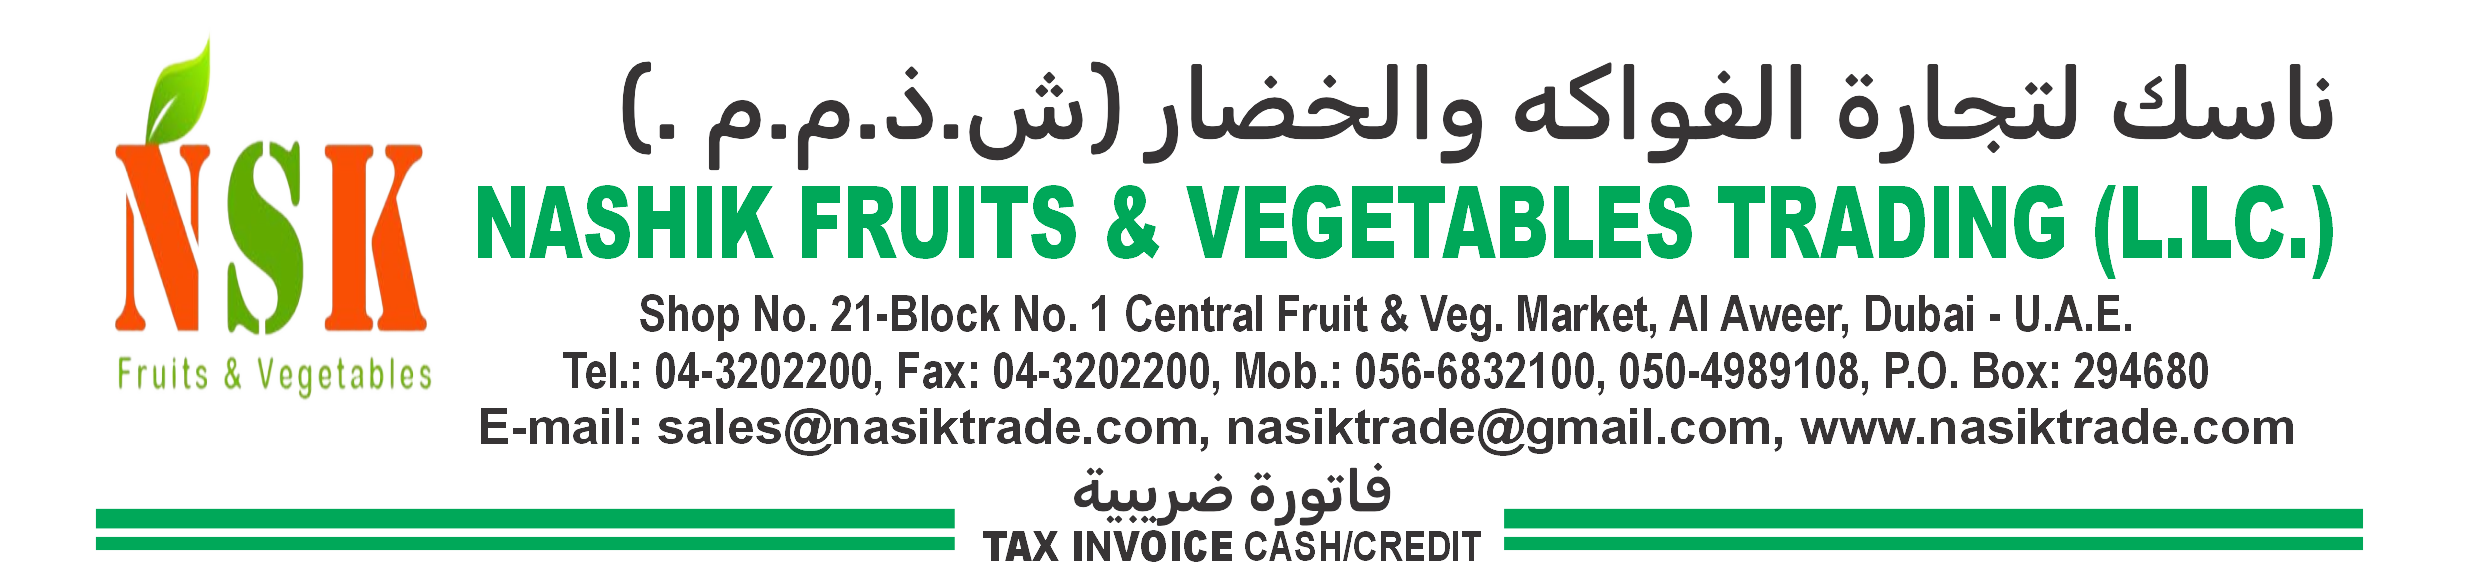 NSK
Fruits & Vegetables
ناسك لتجارة الفواكه والخضار (ش.ذ.م.م .)
NASHIK FRUITS & VEGETABLES TRADING (L.LC.)
Shop No. 21-Block No. 1 Central Fruit & Veg. Market, Al Aweer, Dubai - U.A.E.
Tel.: 04-3202200, Fax: 04-3202200, Mob.: 056-6832100, 050-4989108, P.O. Box: 294680
E-mail: sales@nasiktrade.com, nasiktrade@gmail.com, www.nasiktrade.com
فاتورة ضريبية
TAX INVOICE CASH/CREDIT